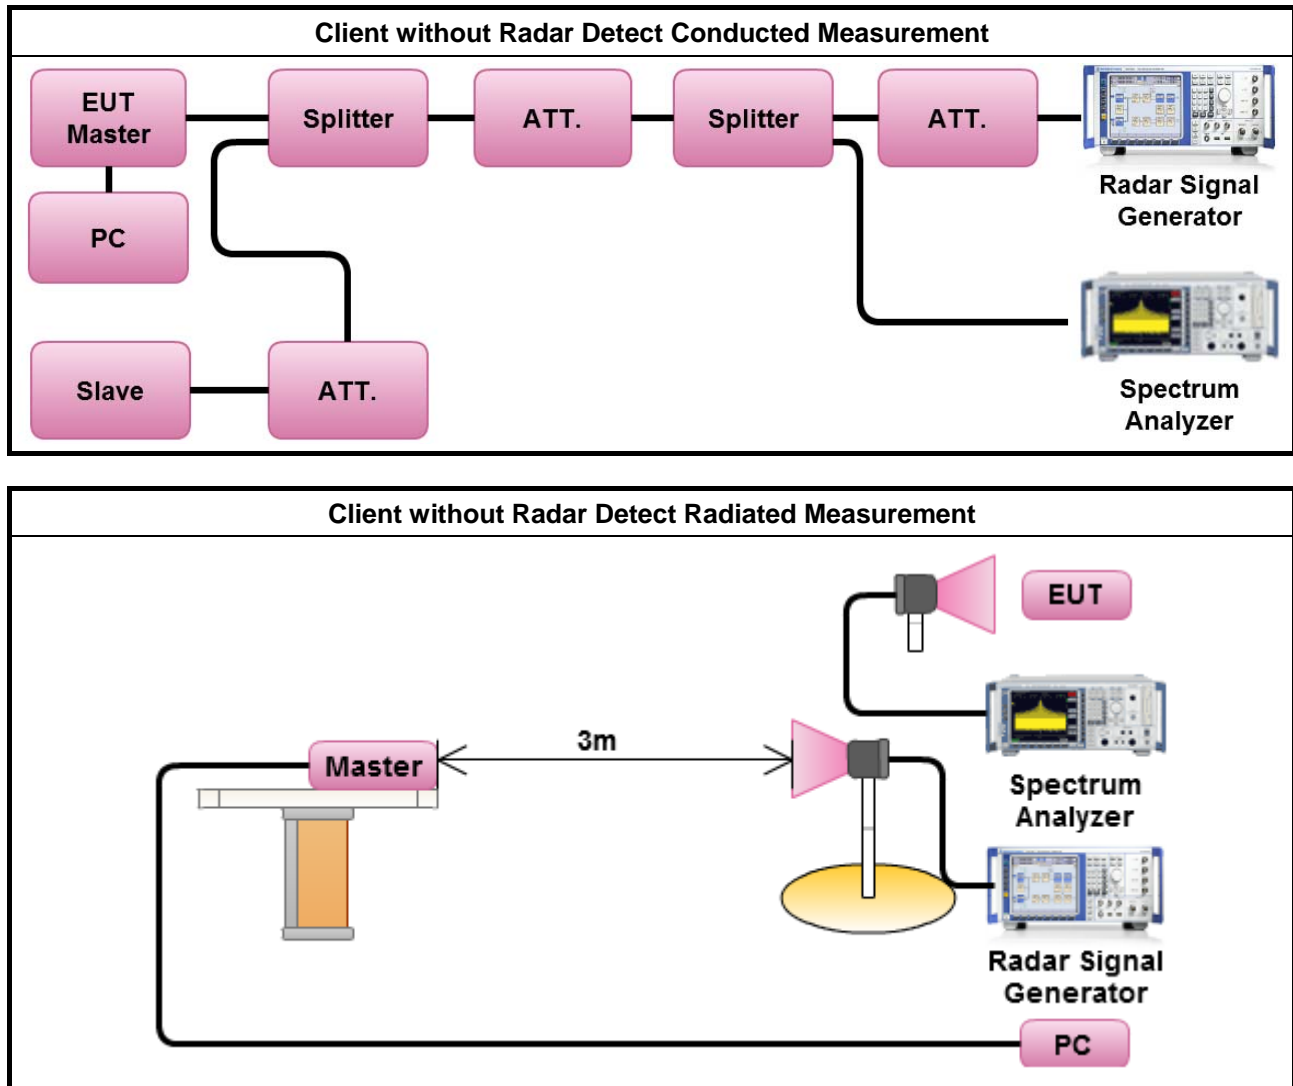 Client without Radar Detect Conducted Measurement
EUT
Master
Splitter
ATT.
Splitter
ATT.
Radar Signal
Generator
PC
Slave
ATT.
Spectrum
Analyzer
Client without Radar Detect Radiated Measurement
EUT
3m
Master
Spectrum
Analyzer
Radar Signal
Generator
PC